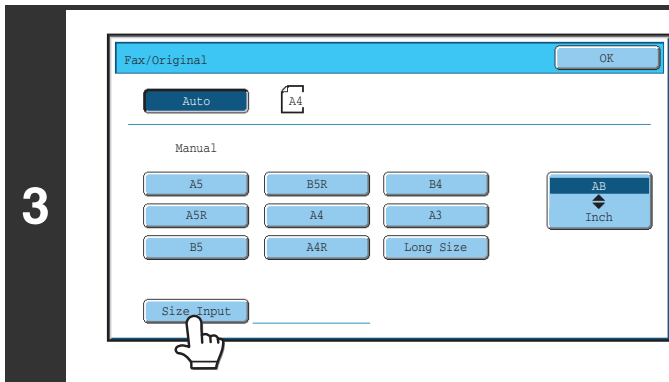 3
Fax/Original
OK
Auto
A4
Manual
A5 B5R B4
AB
A5R A4 A3
Inch
B5 A4R Long Size
Size Input